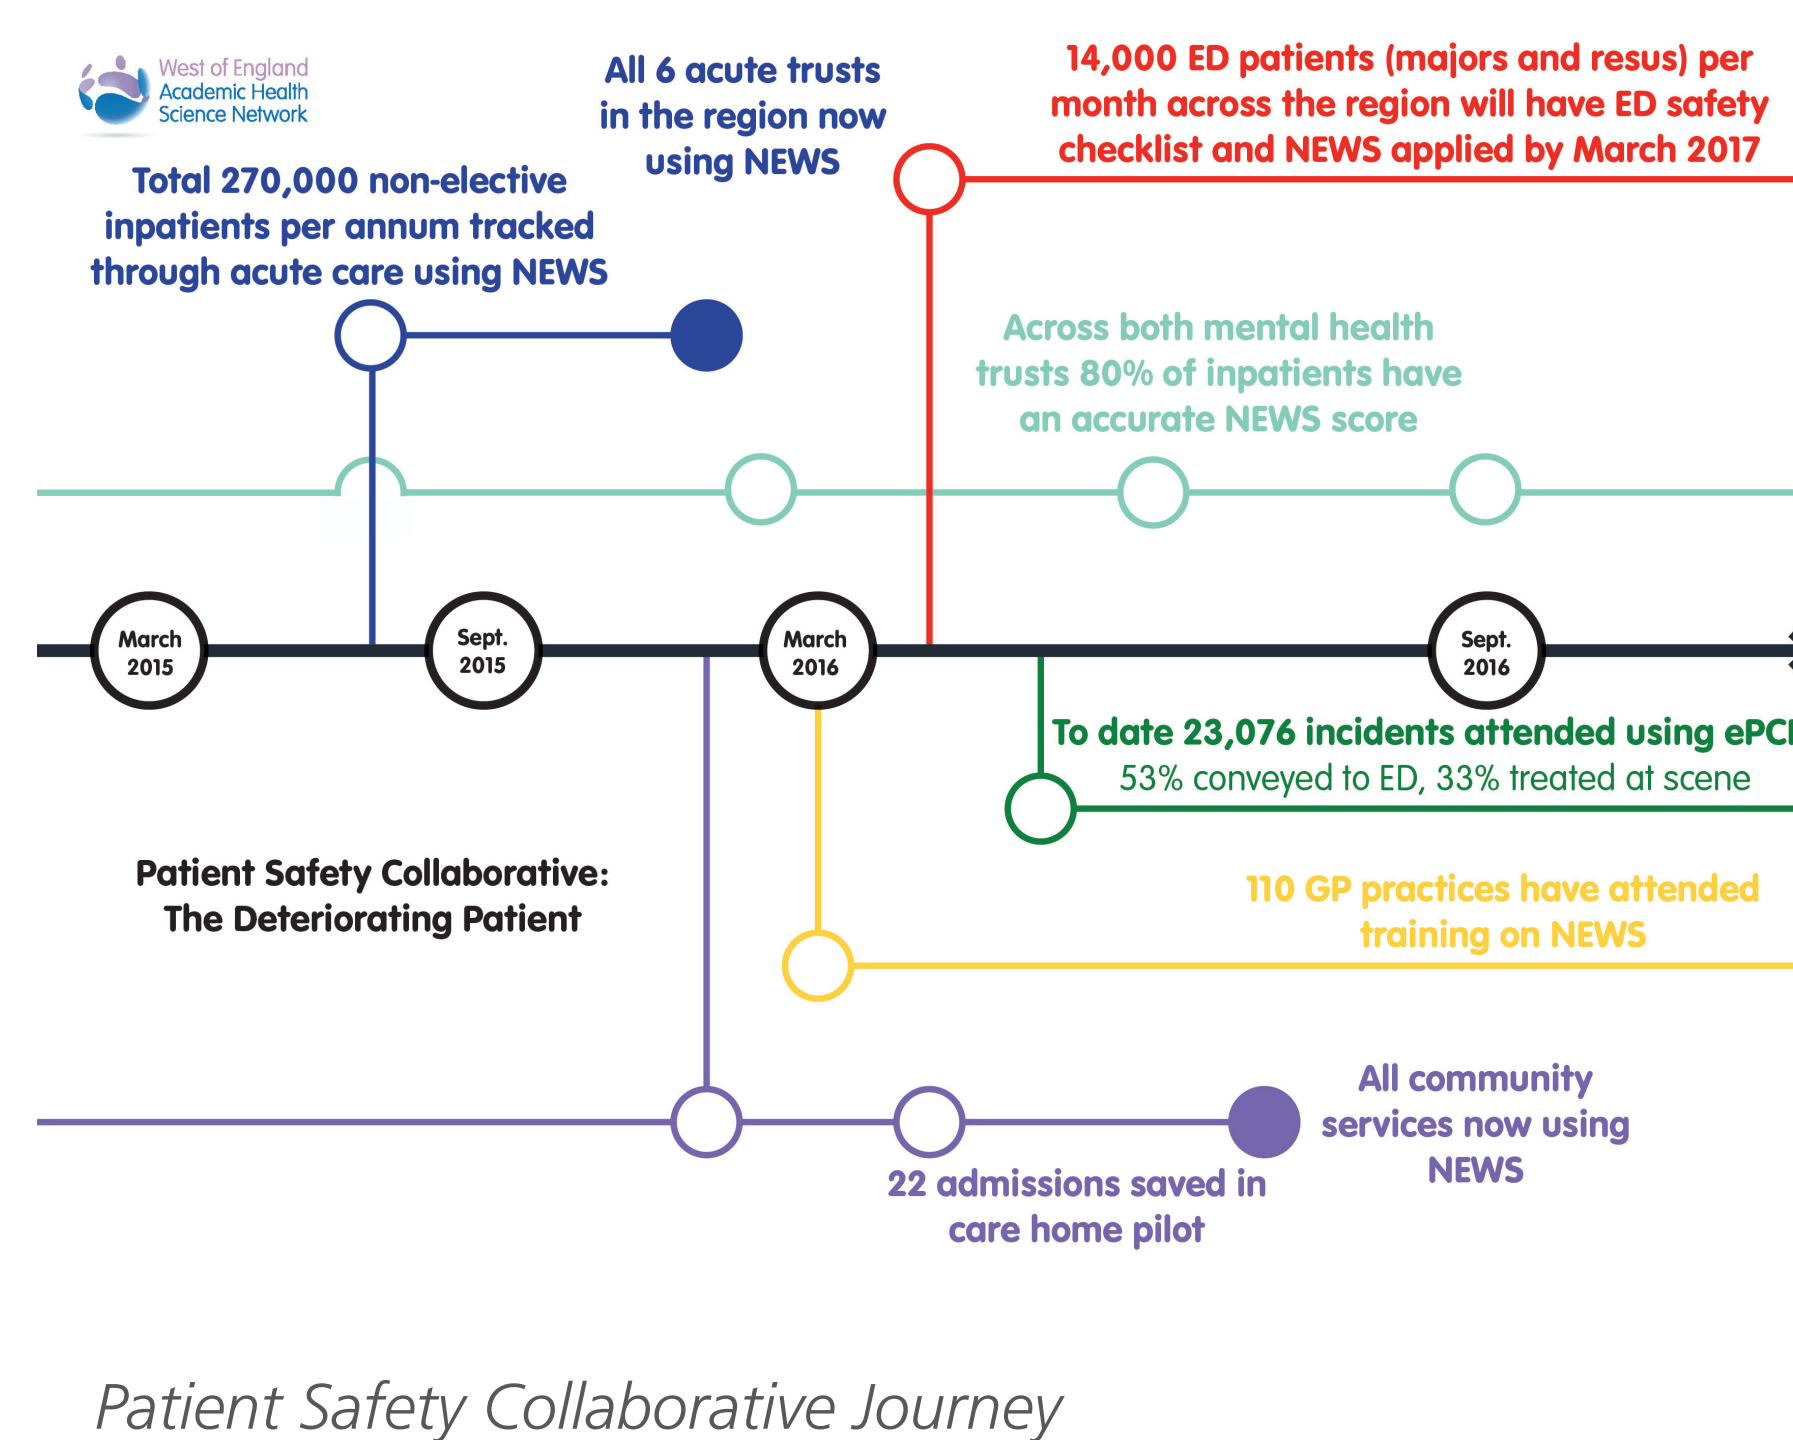 West of England
Academic Health
Science Network
All 6 acute trusts
in the region now
using NEWS
14,000 ED patients (majors and resus) per
month across the region will have ED safety
checklist and NEWS applied by March 2017
Total 270,000 non-elective
inpatients per annum tracked
through acute care using NEWS
Across both mental health
trusts 80% of inpatients have
an accurate NEWS score
March
2015
Sept.
2015
March
2016
Sept.
2016
To date 23,076 incidents attended using
53% conveyed to ED, 33% treated at scene
Patient Safety Collaborative:
The Deteriorating Patient
110 GP practices have attended
training on NEWS
All community
services now using
NEWS
22 admissions saved in
care home pilot
Patient Safety Collaborative Journey